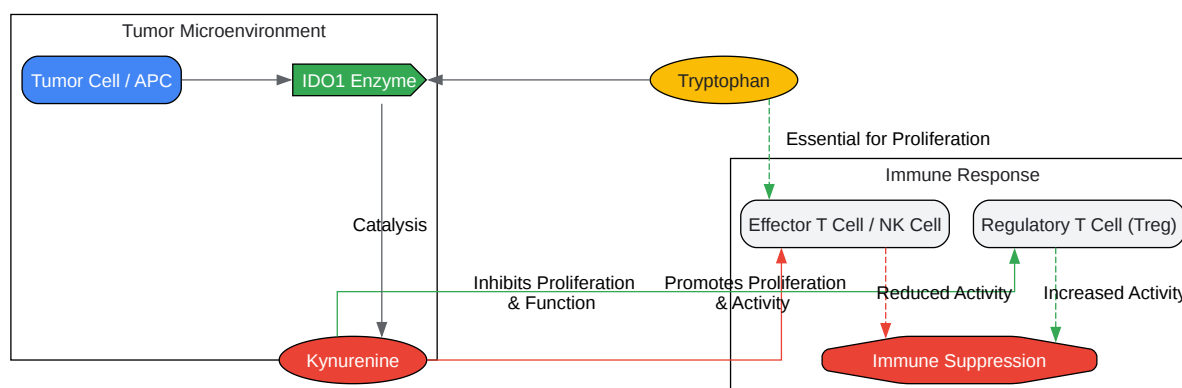 Tumor Microenvironment
Tumor Cell / APC
IDO1 Enzyme
Tryptophan
Essential for Proliferation
Immune Response
Effector T Cell / NK Cell
Regulatory T Cell (Treg)
Catalysis
Inhibits Proliferation
& Function
Promotes Proliferation
& Activity
Reduced Activity
Increased Activity
Kynurenine
Immune Suppression